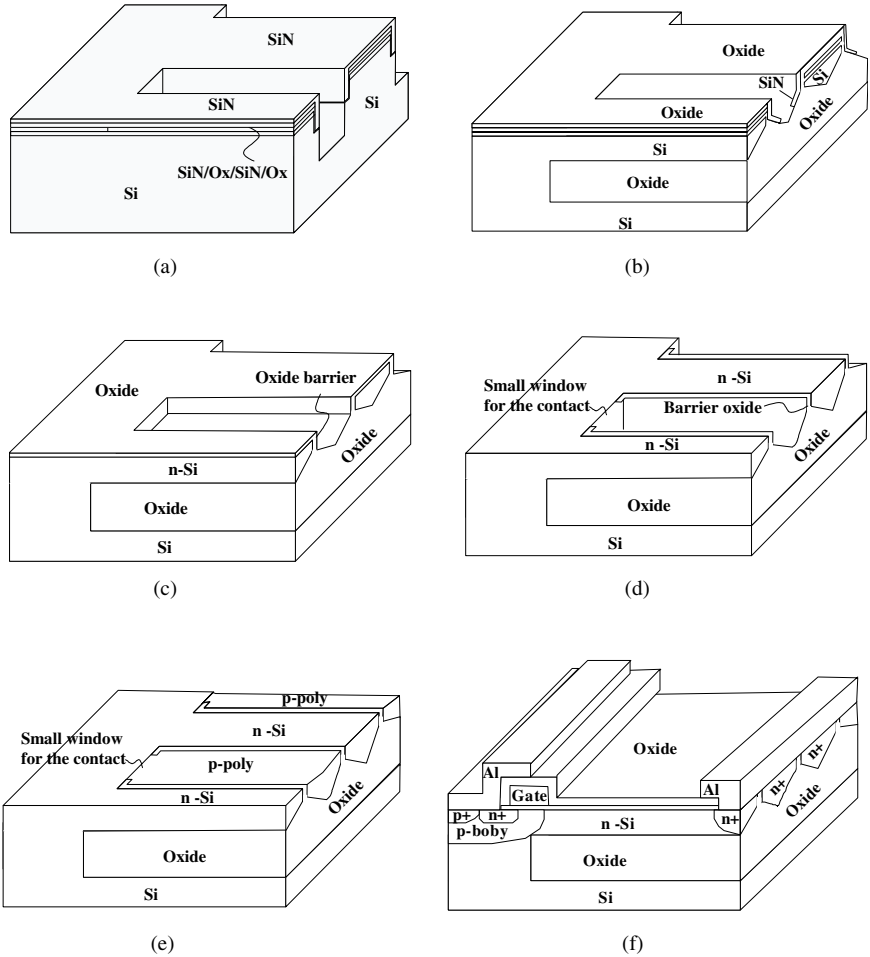 SiN
SiN
Si
SiN/Ox/SiN/Ox
Si
(a)
Oxide
SiN
Si
Oxide
Oxide
Si
Oxide
Si
(b)
Oxide
Oxide barrier
Oxide
n-Si
Oxide
Si
(c)
Small window
for the contact
n -Si
Barrier oxide
n -Si
Oxide
Oxide
Si
(d)
p-poly
n -Si
Small window
for the contact
p-poly
n -Si
Oxide
Oxide
Si
(e)
Oxide
Al
Gate
Al
n+
n+
p+
n+
n+
p-boby
n -Si
Oxide
Oxide
Si
(f)